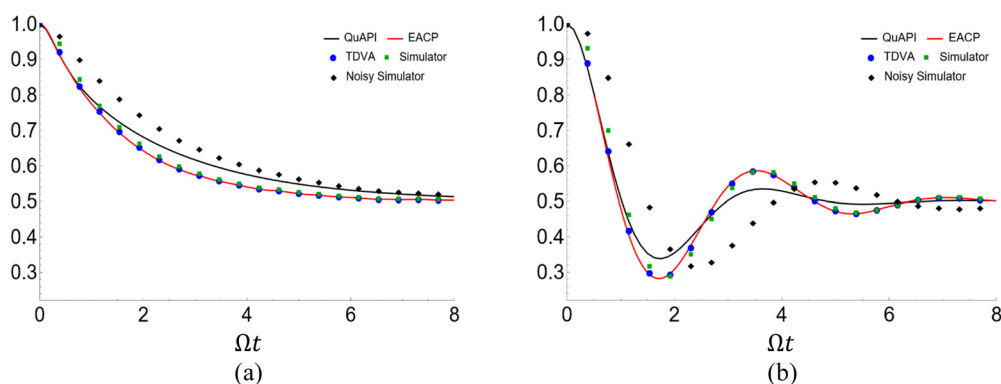 1.0
0.9
0.8
0.7
0.6
0.5
0.4
0.3
QuAPI EACP
TDVA Simulator
Noisy Simulator
0 2 4 6 8
Ωt
(a)
1.0
0.9
0.8
0.7
0.6
0.5
0.4
0.3
QuAPI EACP
TDVA Simulator
Noisy Simulator
0 2 4 6 8
Ωt
(b)